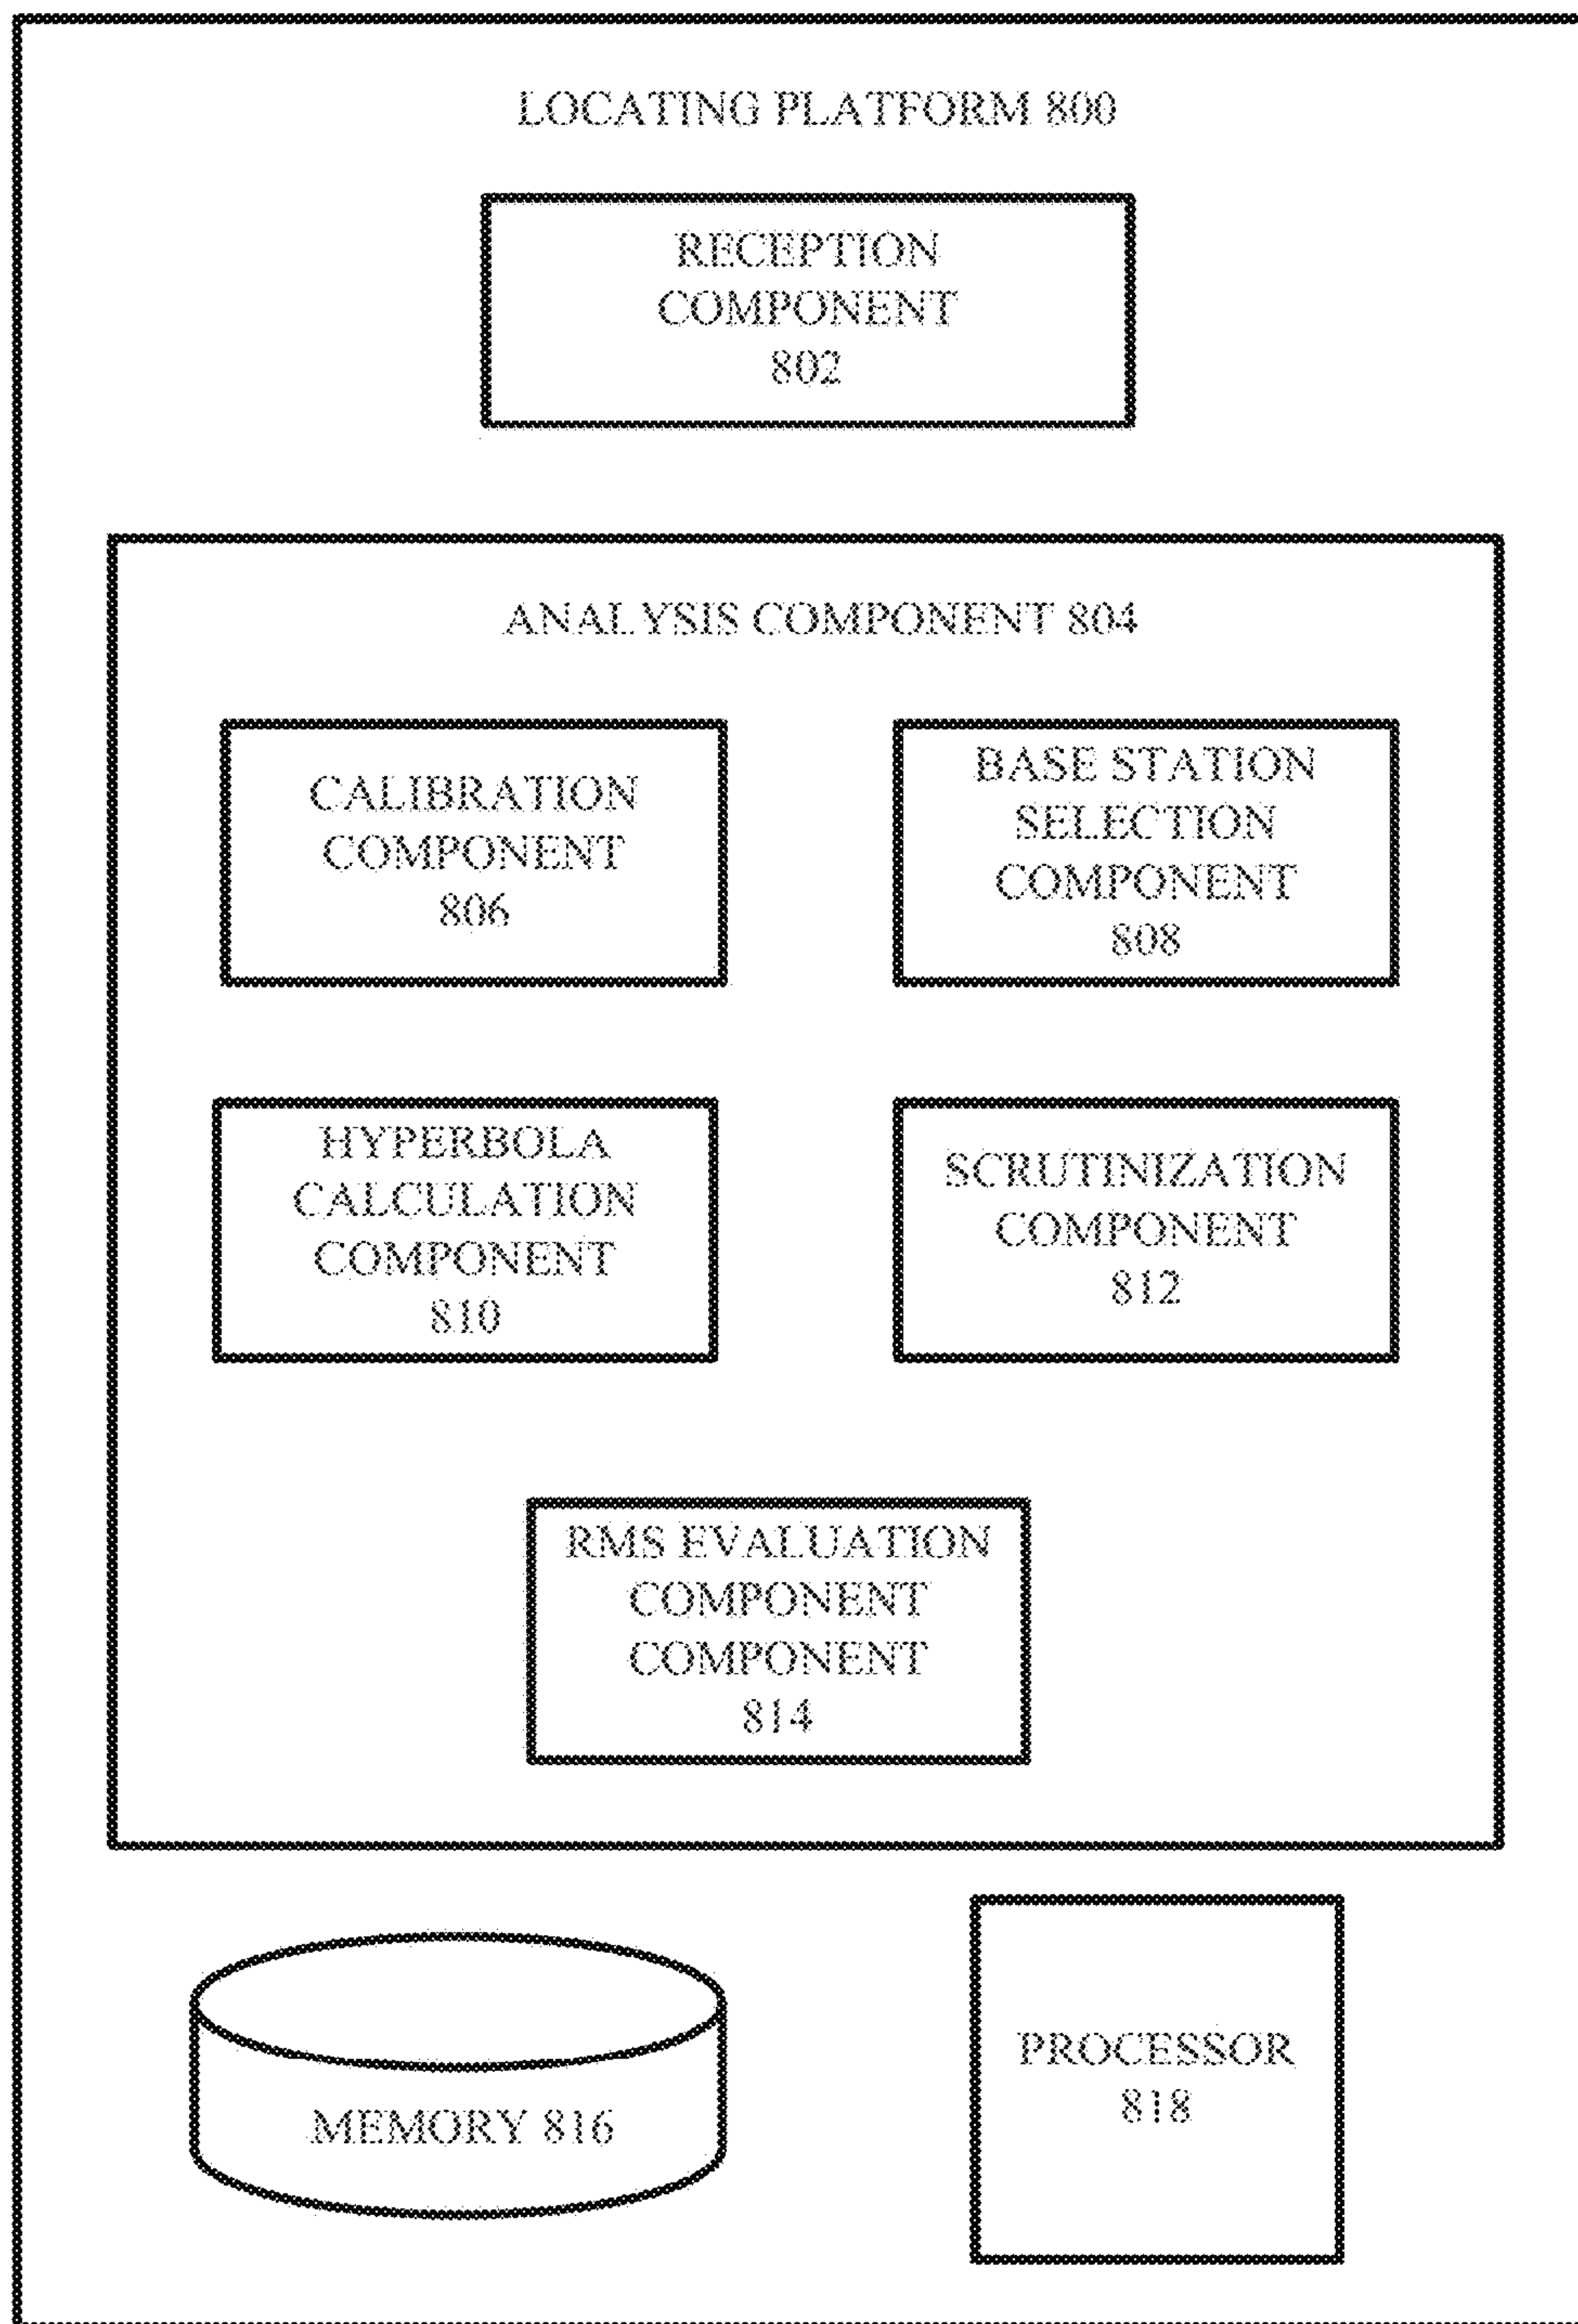 LOCATING PLATFORM 800
RECEPTION
COMPONENT
802
ANALYSIS COMPONENT 804
CALIBRATION
COMPONENT
806
BASE STATION
SELECTION
COMPONENT
808
HYPERBOLA
CALCULATION
COMPONENT
810
SCRUTINIZATION
COMPONENT
812
RMS EVALUATION
COMPONENT
COMPONENT
814
MEMORY 816
PROCESSOR
818